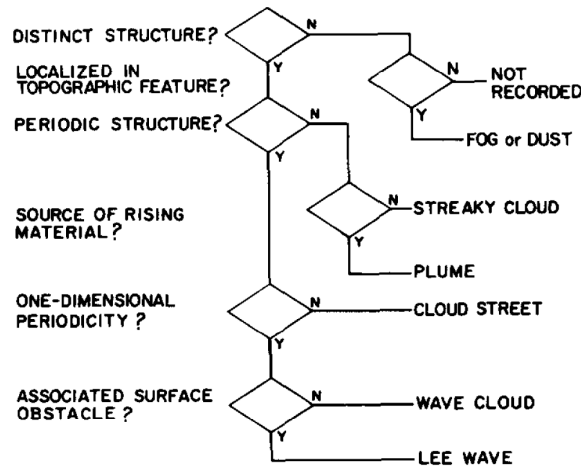 DISTINCT STRUCTURE?
N
Y
LOCALIZED IN
TOPOGRAPHIC FEATURE?
N
NOT
RECORDED
Y
FOG or DUST
PERIODIC STRUCTURE?
N
Y
SOURCE OF RISING
MATERIAL?
N
STREAKY CLOUD
Y
PLUME
ONE-DIMENSIONAL
PERIODICITY?
N
CLOUD STREET
Y
ASSOCIATED SURFACE
OBSTACLE?
N
WAVE CLOUD
Y
LEE WAVE